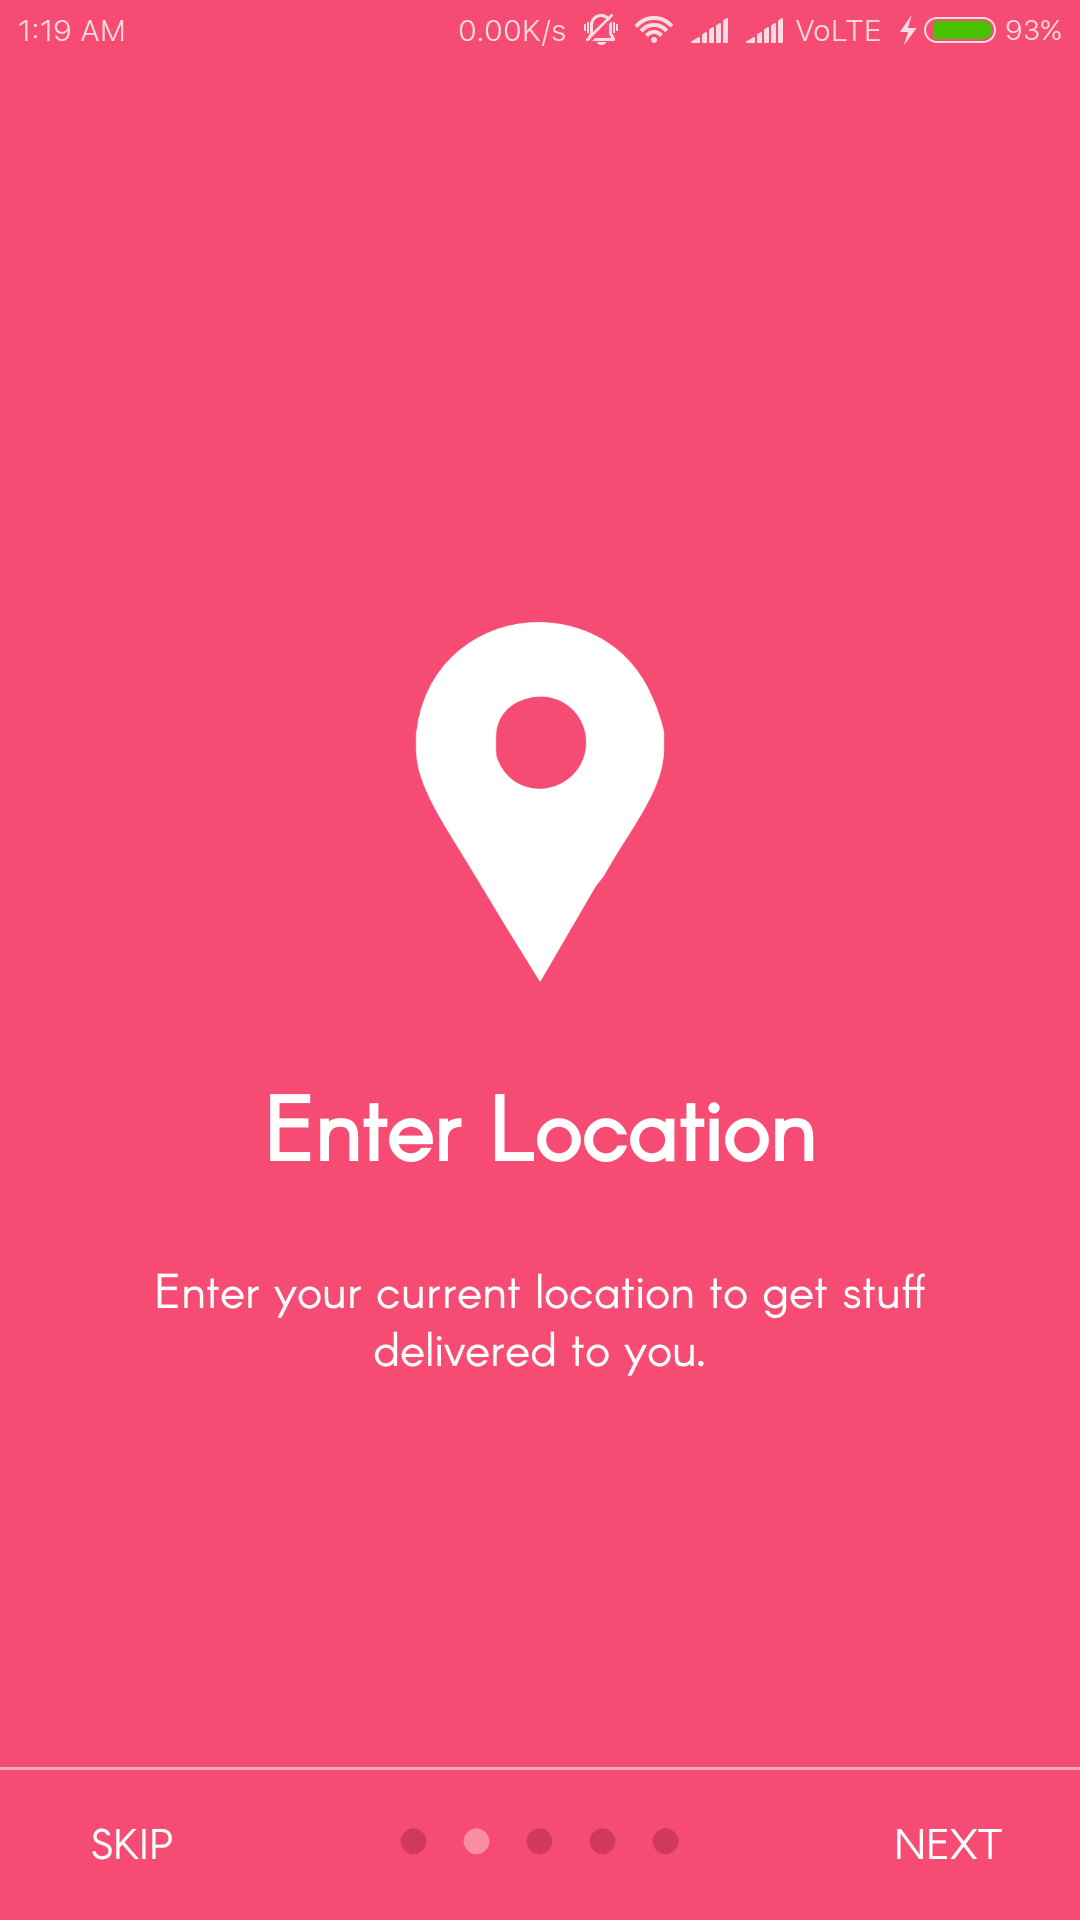 1:19 AM 0.00K/s VoLTE 93%
Enter Location
Enter your current location to get stuff
delivered to you.
SKIP NEXT